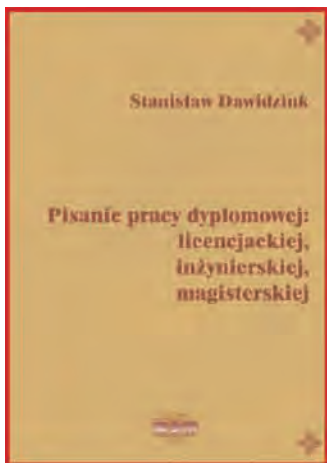 Stanisław Dawidziuk
Pisanie pracy dyplomowej:
licencjackiej,
inżynierskiej,
magisterskiej